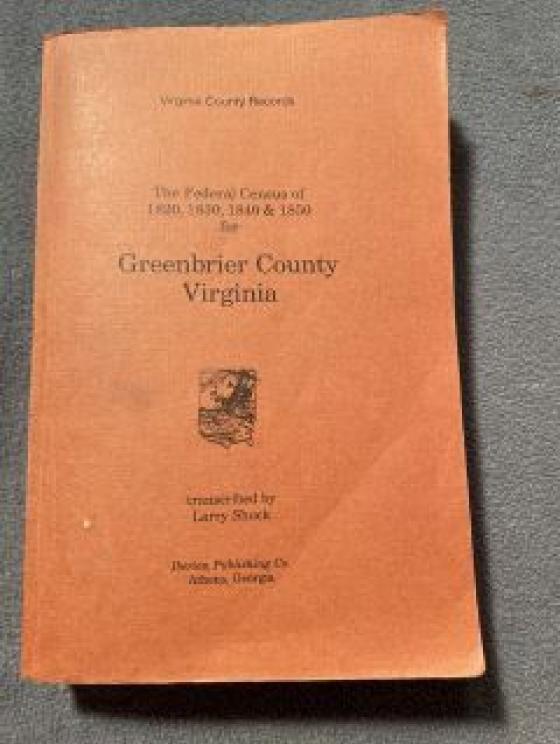 Virginia County Records
The Federal Census of
1820, 1830, 1840 & 1850
for
Greenbrier County
Virginia
transcribed by
Larry Shuck
Iberian Publishing Co.
Athens, Georgia